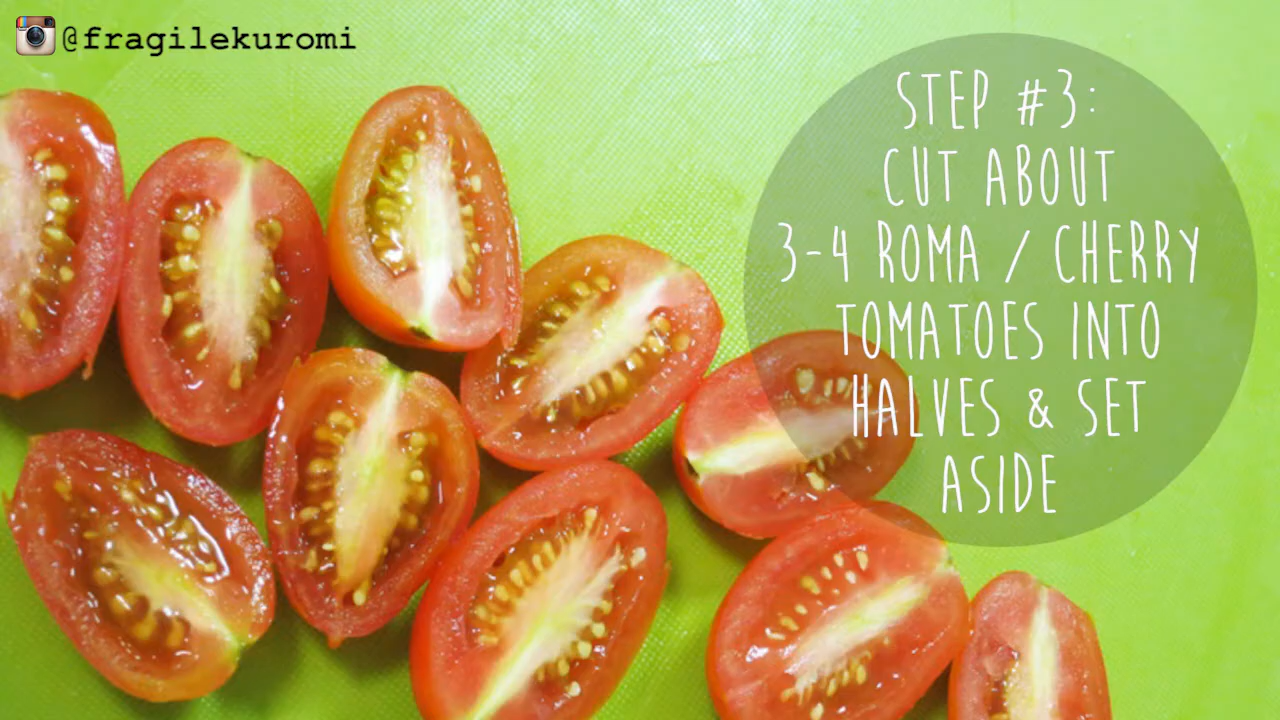 @fragilekuromi
STEP #3:
CUT ABOUT
3-4 ROMA / CHERRY
TOMATOES INTO
HALVES & SET
ASIDE